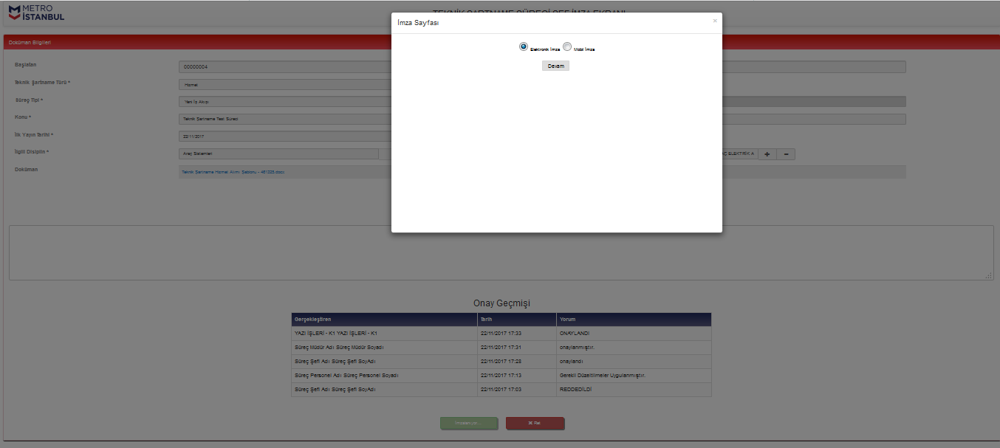 METRO
İSTANBUL
TEKNİK ŞARTNAME SÜRECİ ŞEF İMZA EKRANI
İmza Sayfası
×
Elektronik İmza Mobil İmza
Devam
Doküman Bilgileri
Başlatan 00000004
Teknik Şartname Türü * Hizmet
Süreç Tipi * Yeni İş Akışı
Konu * Teknik Şartname Test Süreci
İlk Yayın Tarihi * 22/11/2017
İlgili Disiplin * Araç Sistemleri Ç ELEKTRİK A + −
Doküman Teknik Şartname Hizmet Alımı Şablonu - 461325.docx
Onay Geçmişi
Gerçekleştiren Tarih Yorum
YAZI İŞLERİ - K1 YAZI İŞLERİ - K1 22/11/2017 17:33 ONAYLANDI
Süreç Müdür Adı Süreç Müdür Soyadı 22/11/2017 17:31 onaylanmıştır.
Süreç Şefi Adı Süreç Şefi SoyAdı 22/11/2017 17:28 onaylandı
Süreç Personel Adı Süreç Personel Soyadı 22/11/2017 17:13 Gerekli Düzeltilmeler Uygulanmıştır.
Süreç Şefi Adı Süreç Şefi SoyAdı 22/11/2017 17:03 REDDEDİLDİ
× Ret